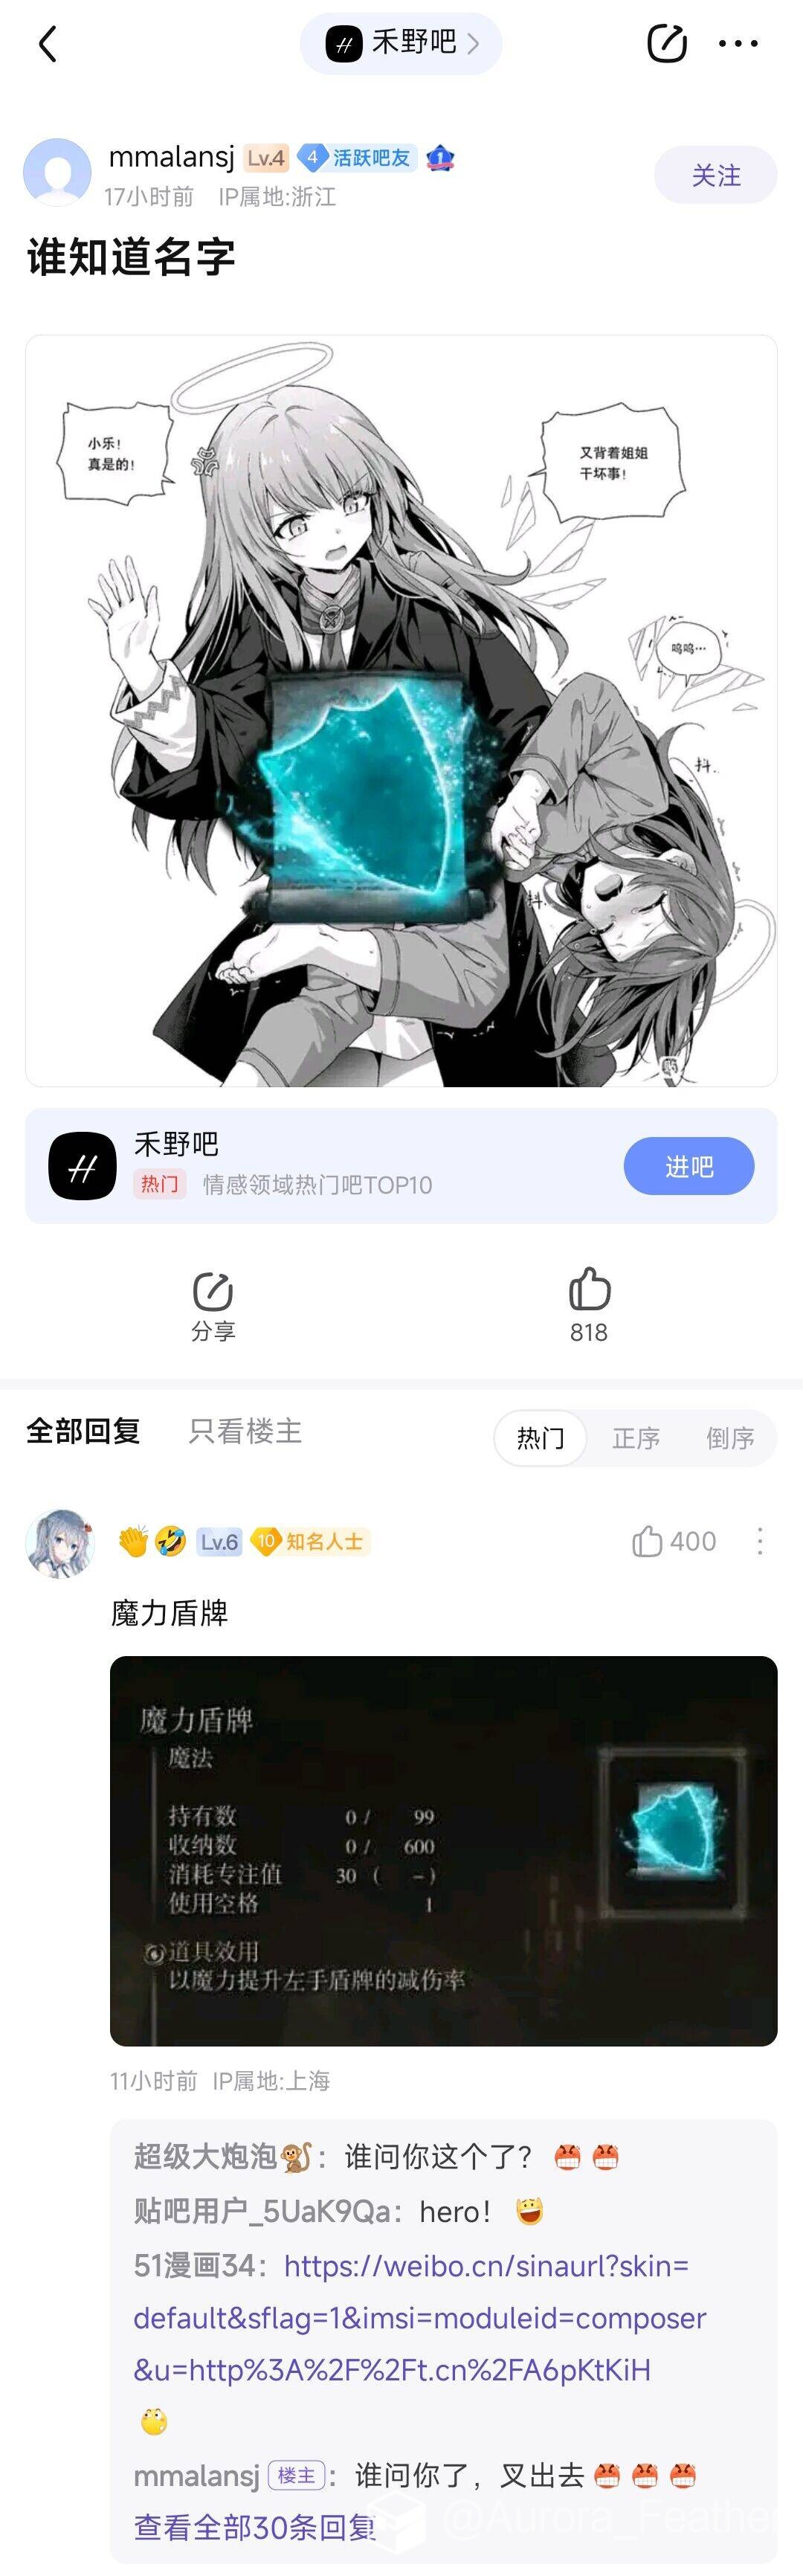 禾野吧
mmalansj Lv.4 4 活跃吧友 1
17小时前 IP属地:浙江
关注
谁知道名字
小乐！
真是的！
又背着姐姐
干坏事！
呜呜…
抖.
抖.
禾野吧
热门 情感领域热门吧TOP10
进吧
分享
818
全部回复 只看楼主 热门 正序 倒序
👏🤣 Lv.6 10 知名人士 400
魔力盾牌
魔力盾牌
魔法
持有数 0 / 99
收纳数 0 / 600
消耗专注值 30 ( - )
使用空格 1
道具效用
以魔力提升左手盾牌的减伤率
11小时前 IP属地:上海
超级大炮泡🐒：谁问你这个了？
贴吧用户_5UaK9Qa：hero！
51漫画34：https://weibo.cn/sinaurl?skin=
default&sflag=1&imsi=moduleid=composer
&u=http%3A%2F%2Ft.cn%2FA6pKtKiH
mmalansj 楼主：谁问你了，叉出去
查看全部30条回复
@Aurora_Feather